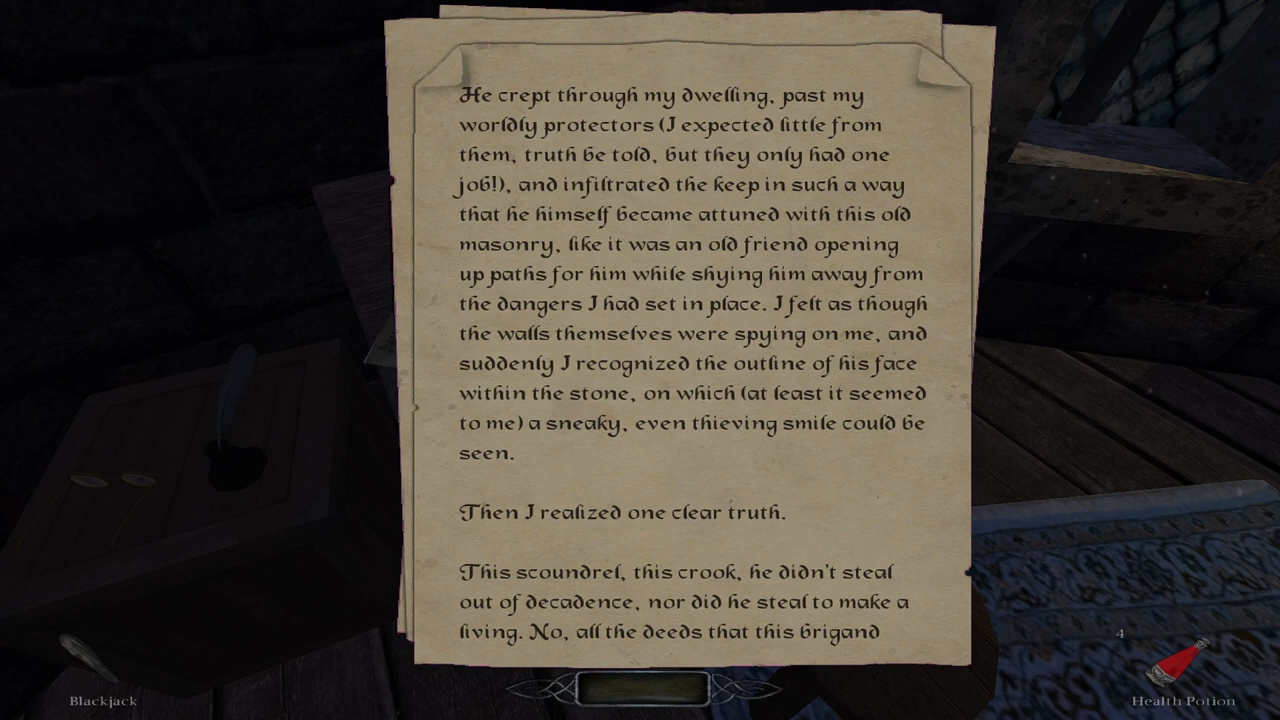 He crept through my dwelling, past my
worldly protectors (I expected little from
them, truth be told, but they only had one
job!), and infiltrated the keep in such a way
that he himself became attuned with this old
masonry, like it was an old friend opening
up paths for him while shying him away from
the dangers I had set in place. I felt as though
the walls themselves were spying on me, and
suddenly I recognized the outline of his face
within the stone, on which (at least it seemed
to me) a sneaky, even thieving smile could be
seen.
Then I realized one clear truth.
This scoundrel, this crook, he didn't steal
out of decadence, nor did he steal to make a
living. No, all the deeds that this brigand
4
Blackjack
Health Potion